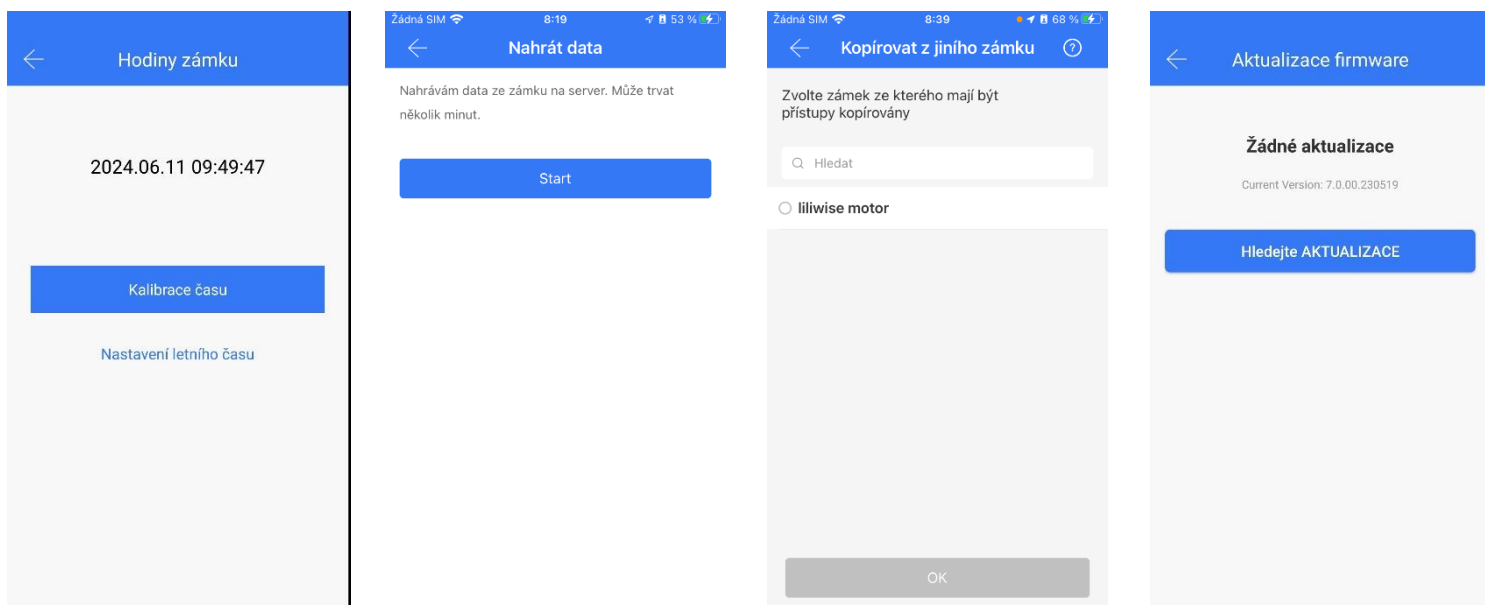 Hodiny zámku
2024.06.11 09:49:47
Kalibrace času
Nastavení letního času
Žádná SIM 8:19 53 %
Nahrát data
Nahrávám data ze zámku na server. Může trvat
několik minut.
Start
Žádná SIM 8:39 68 %
Kopírovat z jiního zámku ?
Zvolte zámek ze kterého mají být
přístupy kopírovány
Hledat
liliwise motor
OK
Aktualizace firmware
Žádné aktualizace
Current Version: 7.0.00.230519
Hledejte AKTUALIZACE